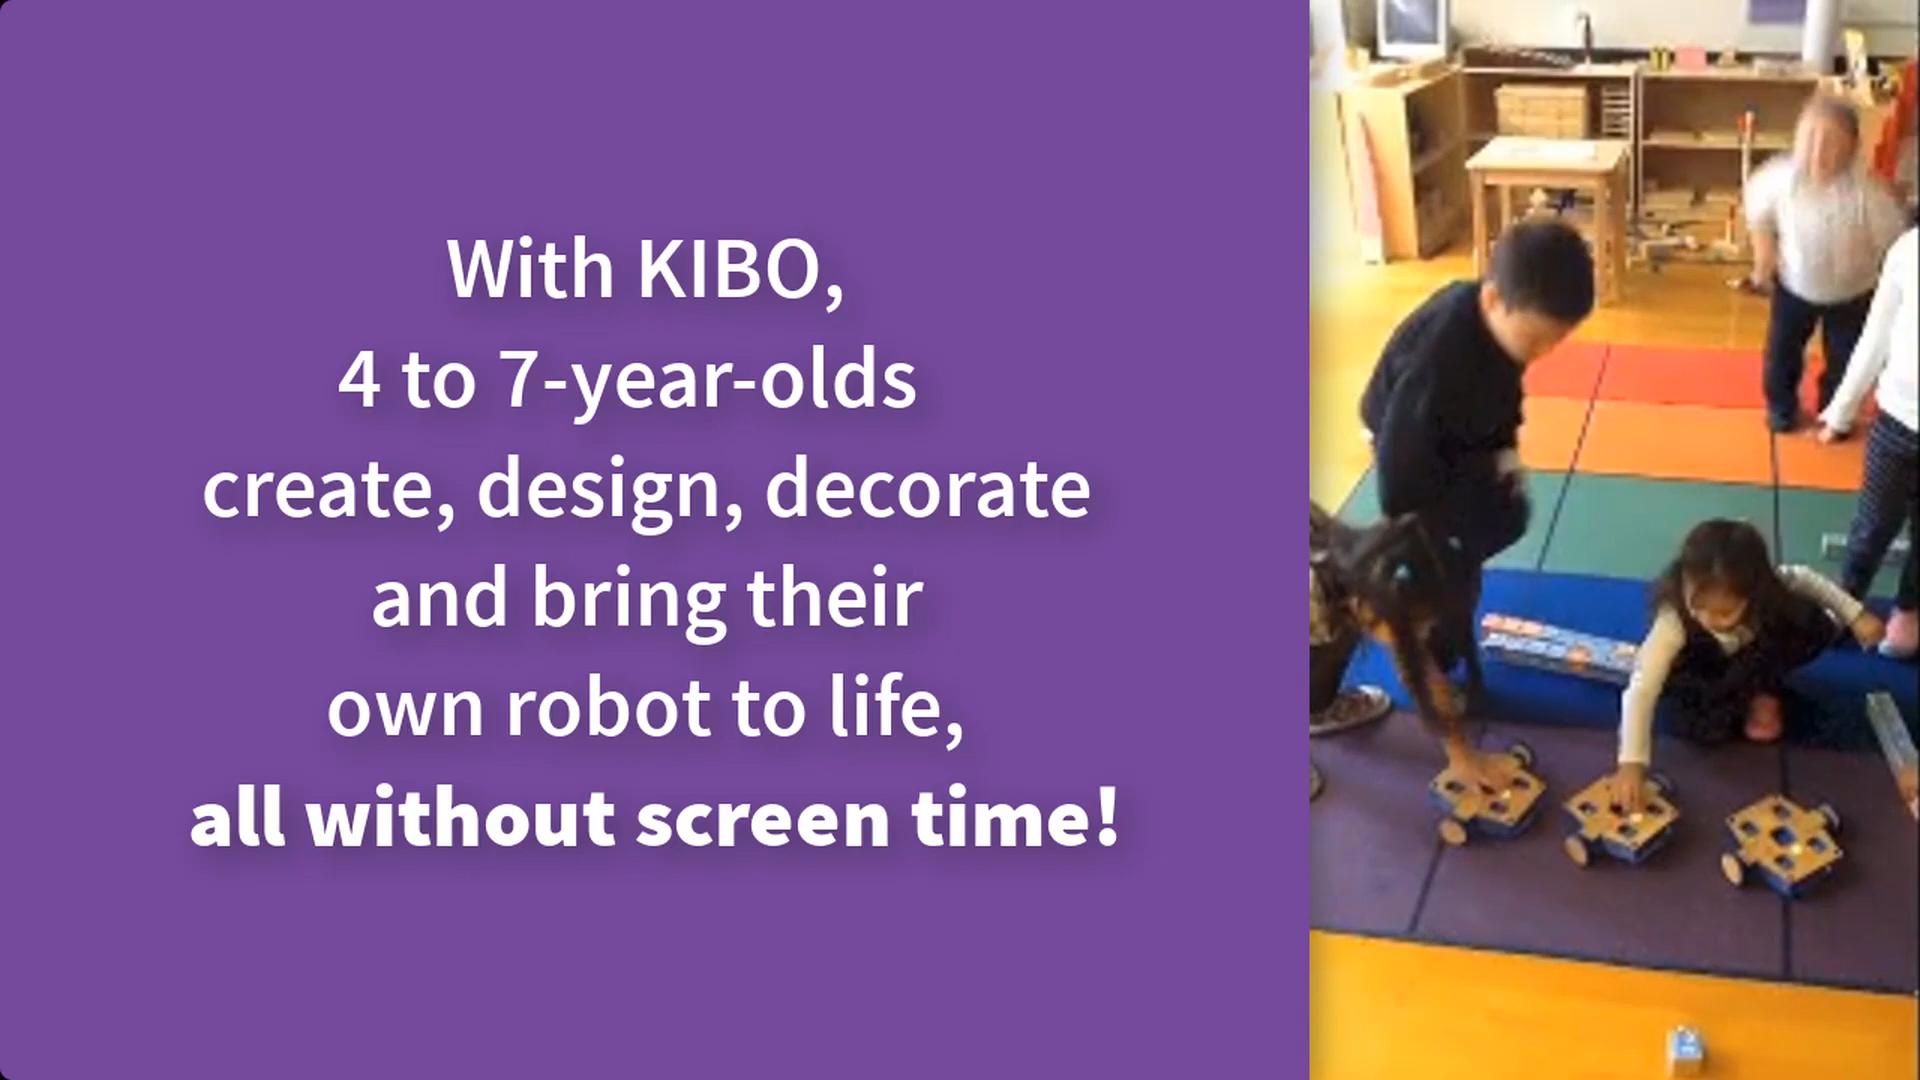 With KIBO,
4 to 7-year-olds
create, design, decorate
and bring their
own robot to life,
all without screen time!